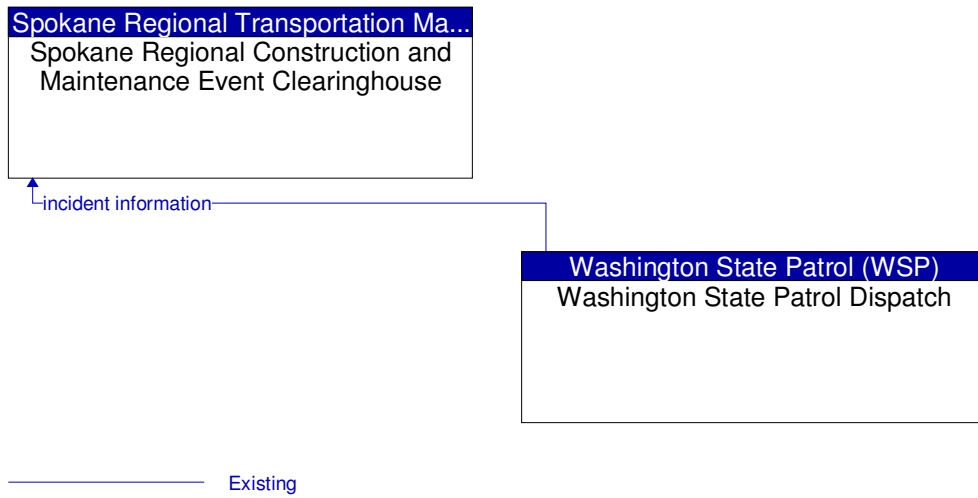 Spokane Regional Transportation Ma...
Spokane Regional Construction and
Maintenance Event Clearinghouse
incident information
Washington State Patrol (WSP)
Washington State Patrol Dispatch
Existing